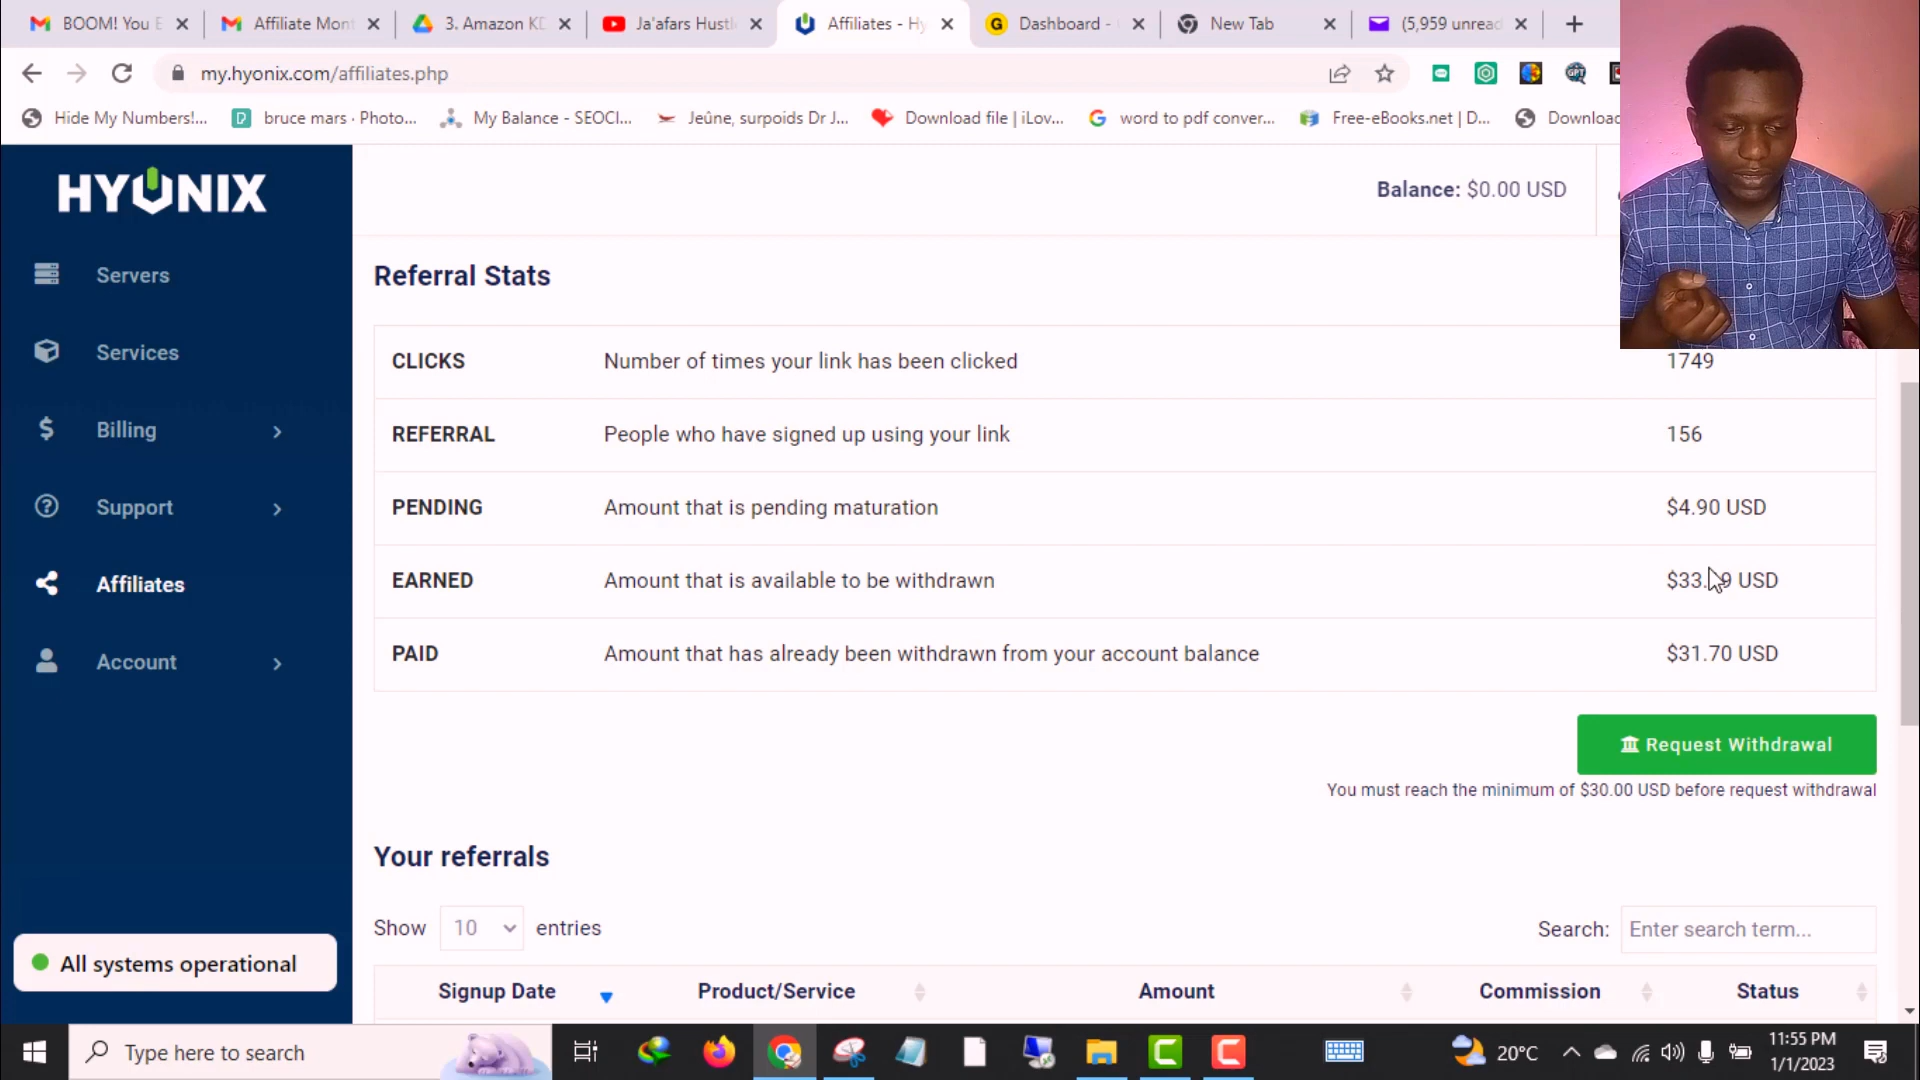 BOOM! You E
Affiliate Mont
3. Amazon KD
Ja'afars Hustl
Affiliates - Hy
Dashboard -
New Tab
(5,959 unread
my.hyonix.com/affiliates.php
Hide My Numbers!...
bruce mars · Photo...
My Balance - SEOCl...
Jeûne, surpoids Dr J...
Download file | iLov...
word to pdf conver...
Free-eBooks.net | D...
Download
HYONIX
Balance: $0.00 USD
Servers
Services
Billing
Support
Affiliates
Account
All systems operational
Referral Stats
CLICKS Number of times your link has been clicked 1749
REFERRAL People who have signed up using your link 156
PENDING Amount that is pending maturation $4.90 USD
EARNED Amount that is available to be withdrawn USD
PAID Amount that has already been withdrawn from your account balance $31.70 USD
Request Withdrawal
You must reach the minimum of $30.00 USD before request withdrawal
Your referrals
Show 10 entries
Search: Enter search term...
Signup Date Product/Service Amount Commission Status
Type here to search
20°C
11:55 PM
1/1/2023